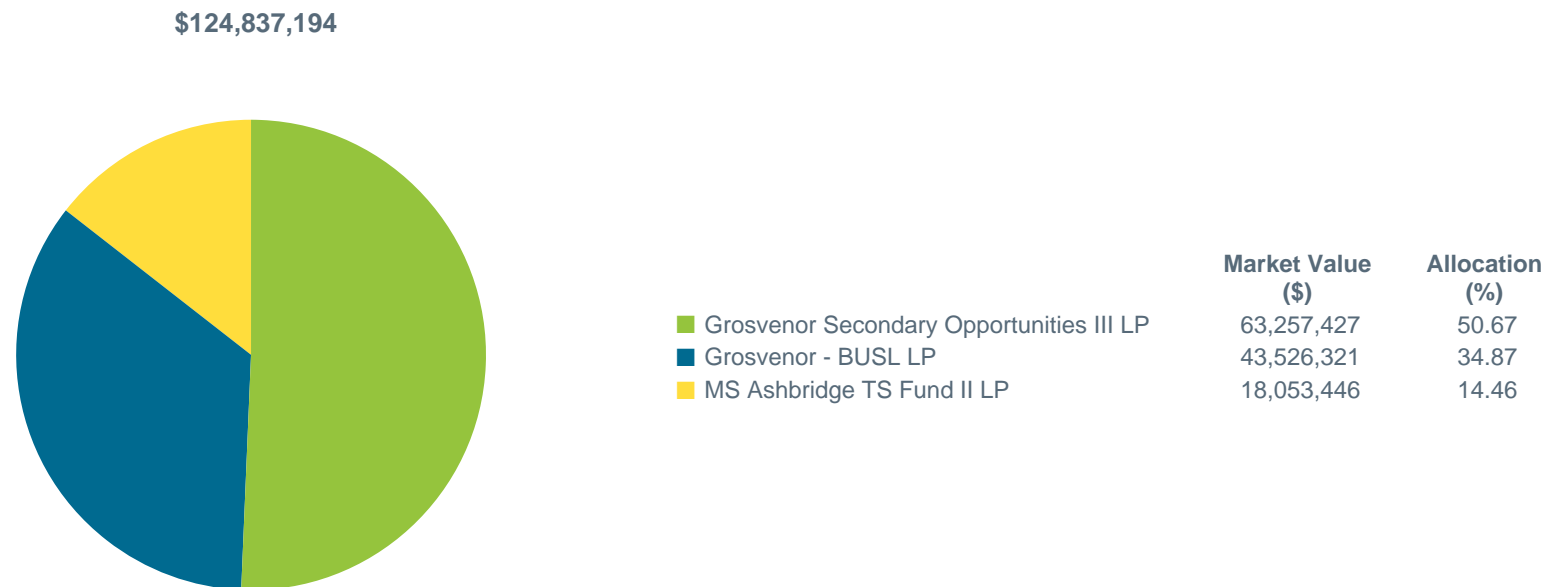 $124,837,194
Market Value Allocation
($) (%)
Grosvenor Secondary Opportunities III LP 63,257,427 50.67
Grosvenor - BUSL LP 43,526,321 34.87
MS Ashbridge TS Fund II LP 18,053,446 14.46